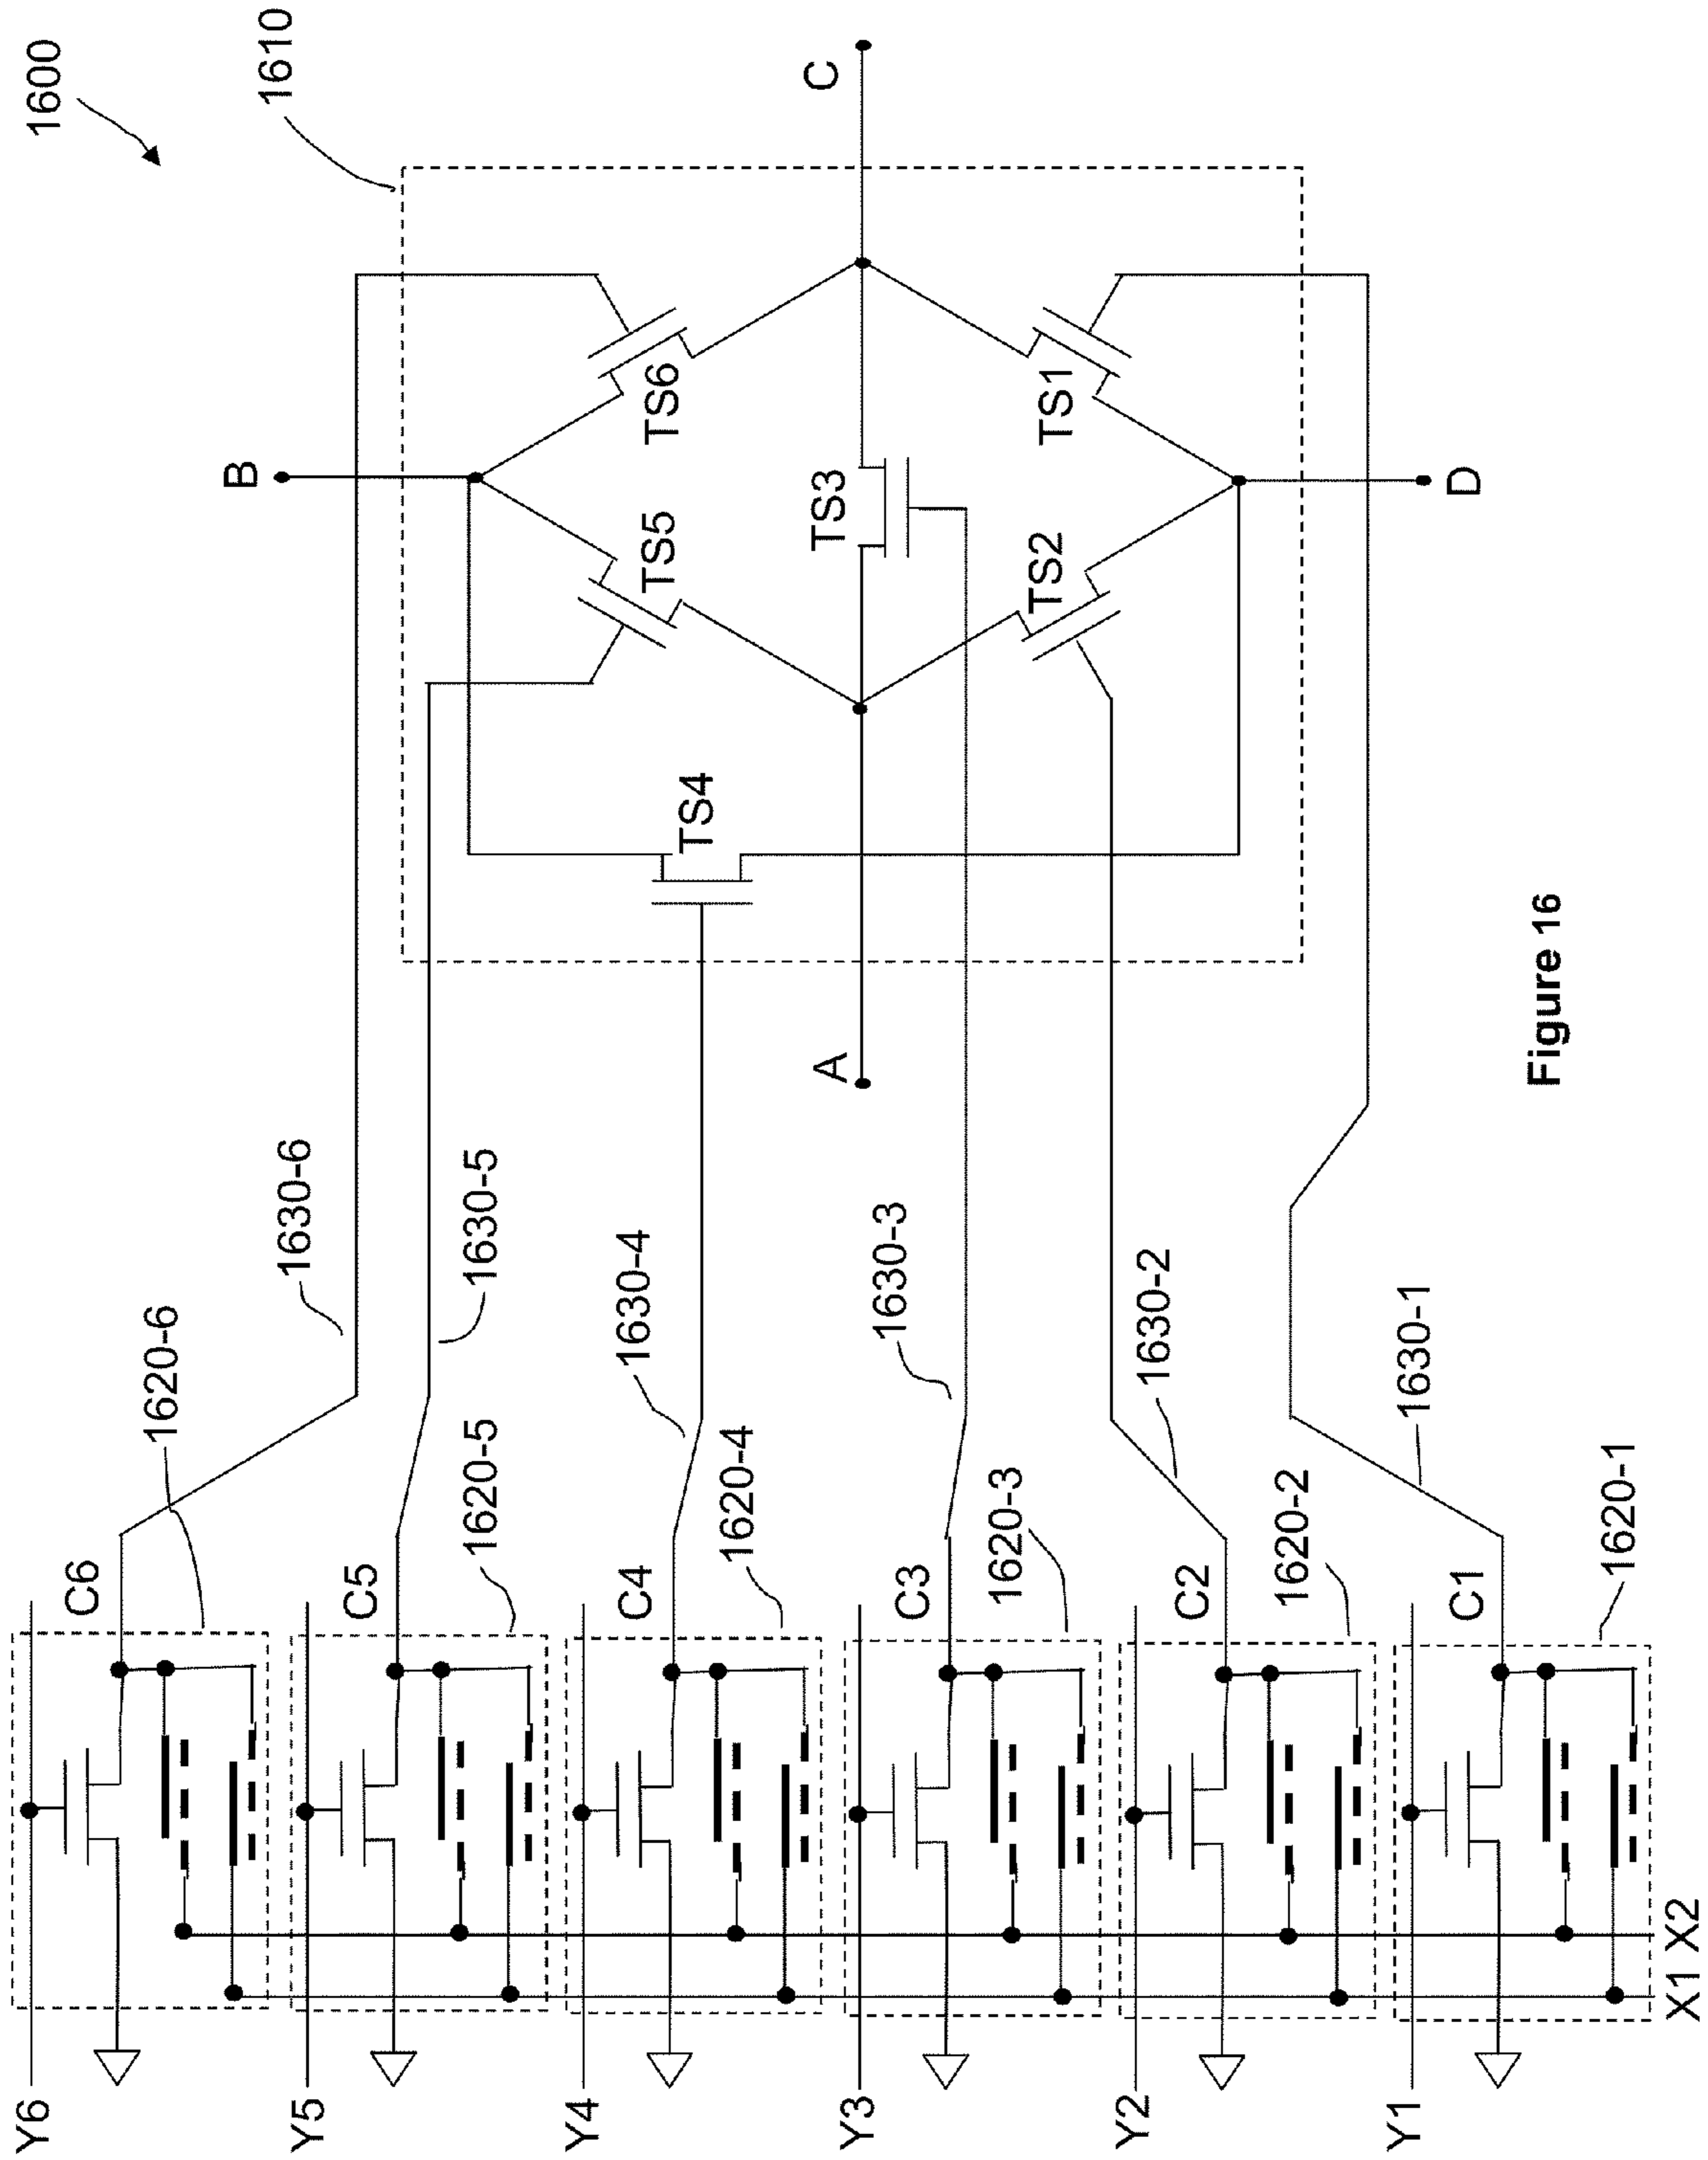 1600
1610
C
B
TS6
TS1
D
TS5
TS3
TS2
TS4
A
1630-6
1630-5
1630-4
1630-3
1630-2
1630-1
1620-6
1620-5
1620-4
1620-3
1620-2
1620-1
C6
C5
C4
C3
C2
C1
Y6
Y5
Y4
Y3
Y2
Y1
X1 X2
Figure 16